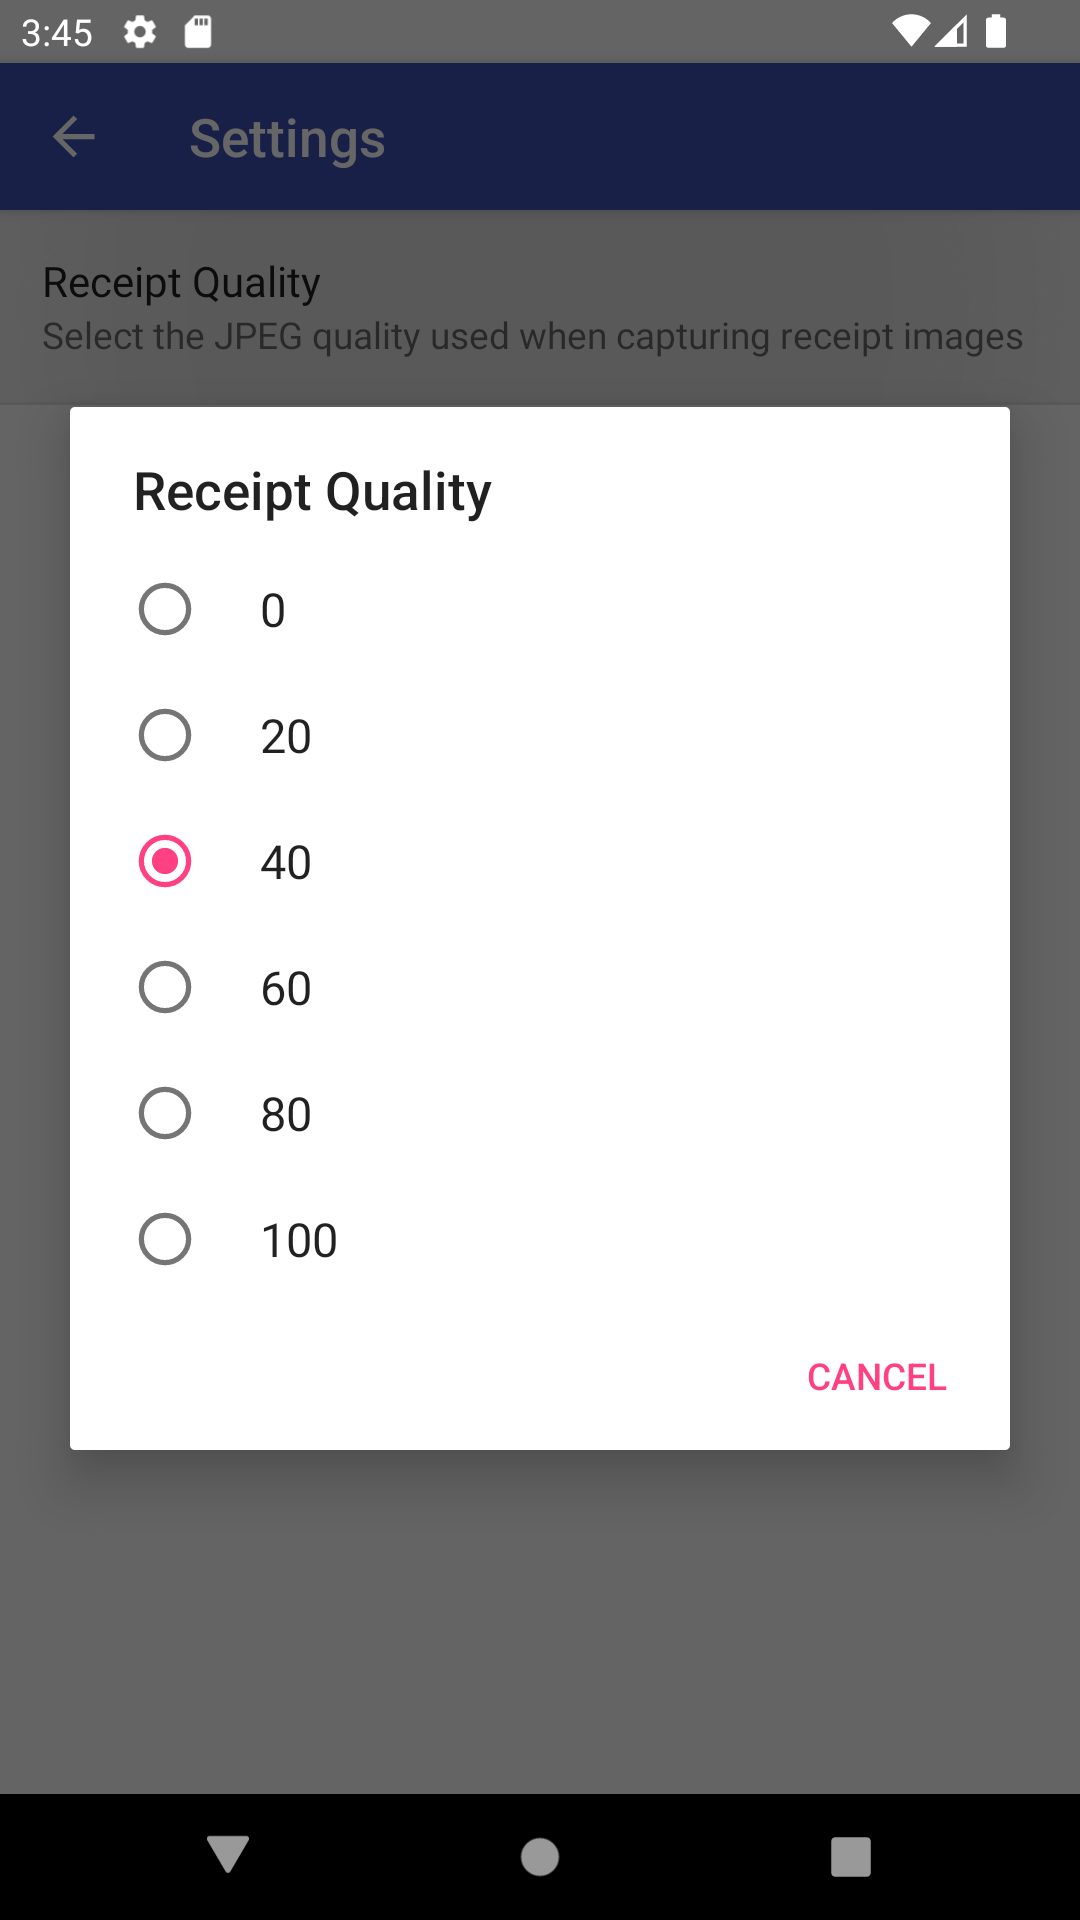 3:45
Settings
Receipt Quality
Select the JPEG quality used when capturing receipt images
Receipt Quality
0
20
40
60
80
100
CANCEL